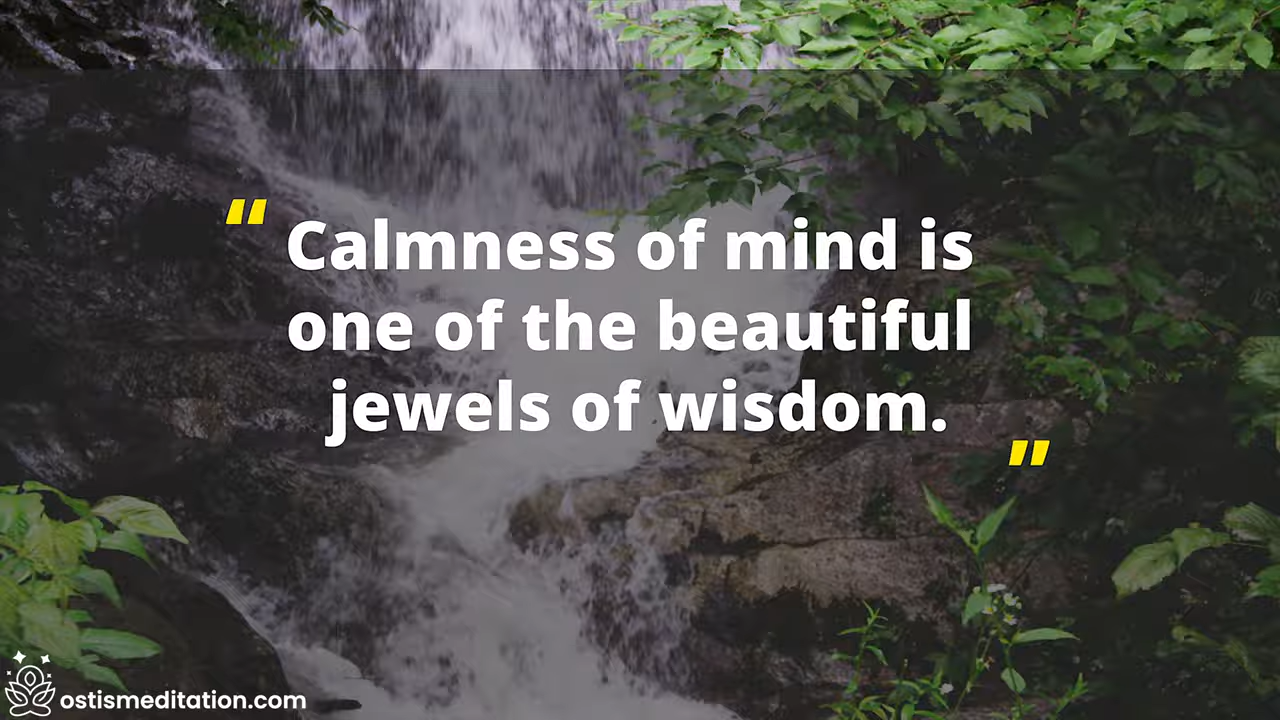 " Calmness of mind is
one of the beautiful
jewels of wisdom. "
ostismeditation.com